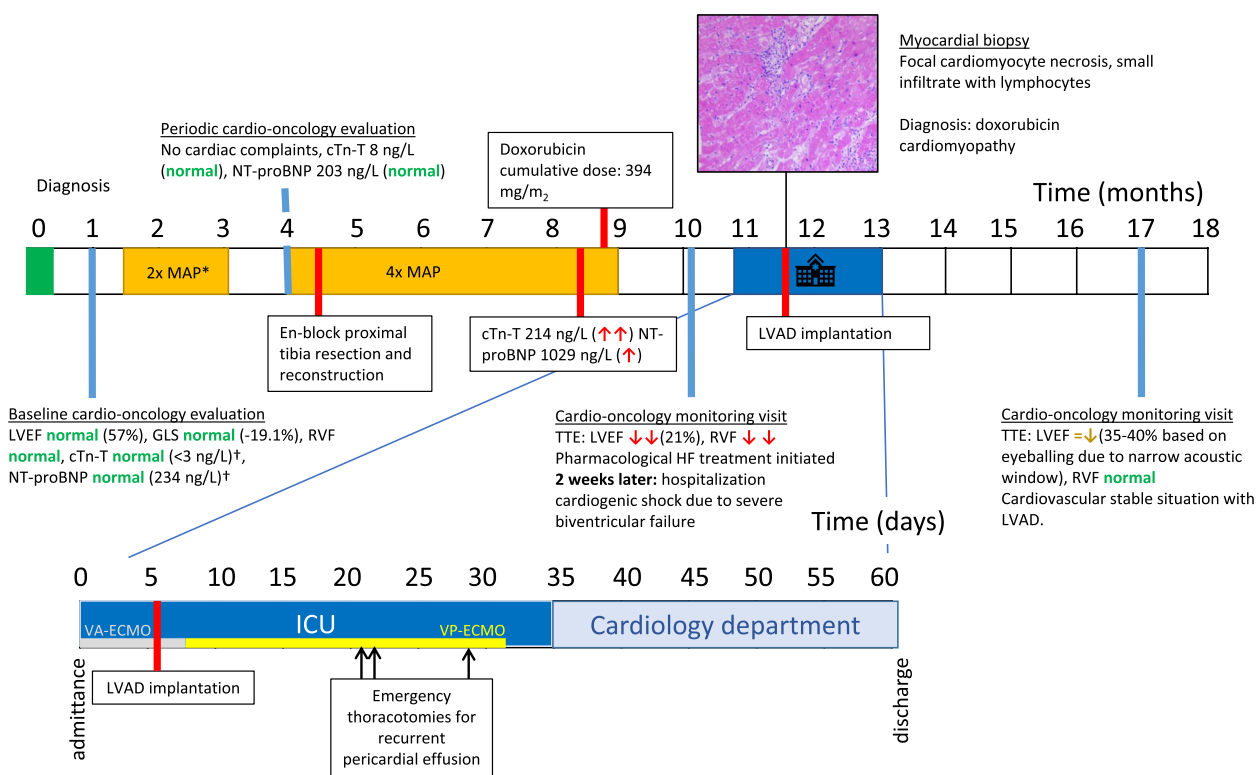 Myocardial biopsy
Focal cardiomyocyte necrosis, small
infiltrate with lymphocytes
Diagnosis: doxorubicin
cardiomyopathy
Periodic cardio-oncology evaluation
No cardiac complaints, cTn-T 8 ng/L
(normal), NT-proBNP 203 ng/L (normal)
Doxorubicin
cumulative dose: 394
mg/m2
Diagnosis
Time (months)
0 1 2 3 4 5 6 7 8 9 10 11 12 13 14 15 16 17 18
2x MAP*
4x MAP
En-block proximal
tibia resection and
reconstruction
cTn-T 214 ng/L (↑↑) NT-
proBNP 1029 ng/L (↑)
LVAD implantation
Baseline cardio-oncology evaluation
LVEF normal (57%), GLS normal (-19.1%), RVF
normal, cTn-T normal (<3 ng/L)†,
NT-proBNP normal (234 ng/L)†
Cardio-oncology monitoring visit
TTE: LVEF ↓↓(21%), RVF ↓ ↓
Pharmacological HF treatment initiated
2 weeks later: hospitalization
cardiogenic shock due to severe
biventricular failure
Cardio-oncology monitoring visit
TTE: LVEF =↓(35-40% based on
eyeballing due to narrow acoustic
window), RVF normal
Cardiovascular stable situation with
LVAD.
Time (days)
0 5 10 15 20 25 30 35 40 45 50 55 60
VA-ECMO
ICU
VP-ECMO
Cardiology department
admittance
LVAD implantation
Emergency
thoracotomies for
recurrent
pericardial effusion
discharge